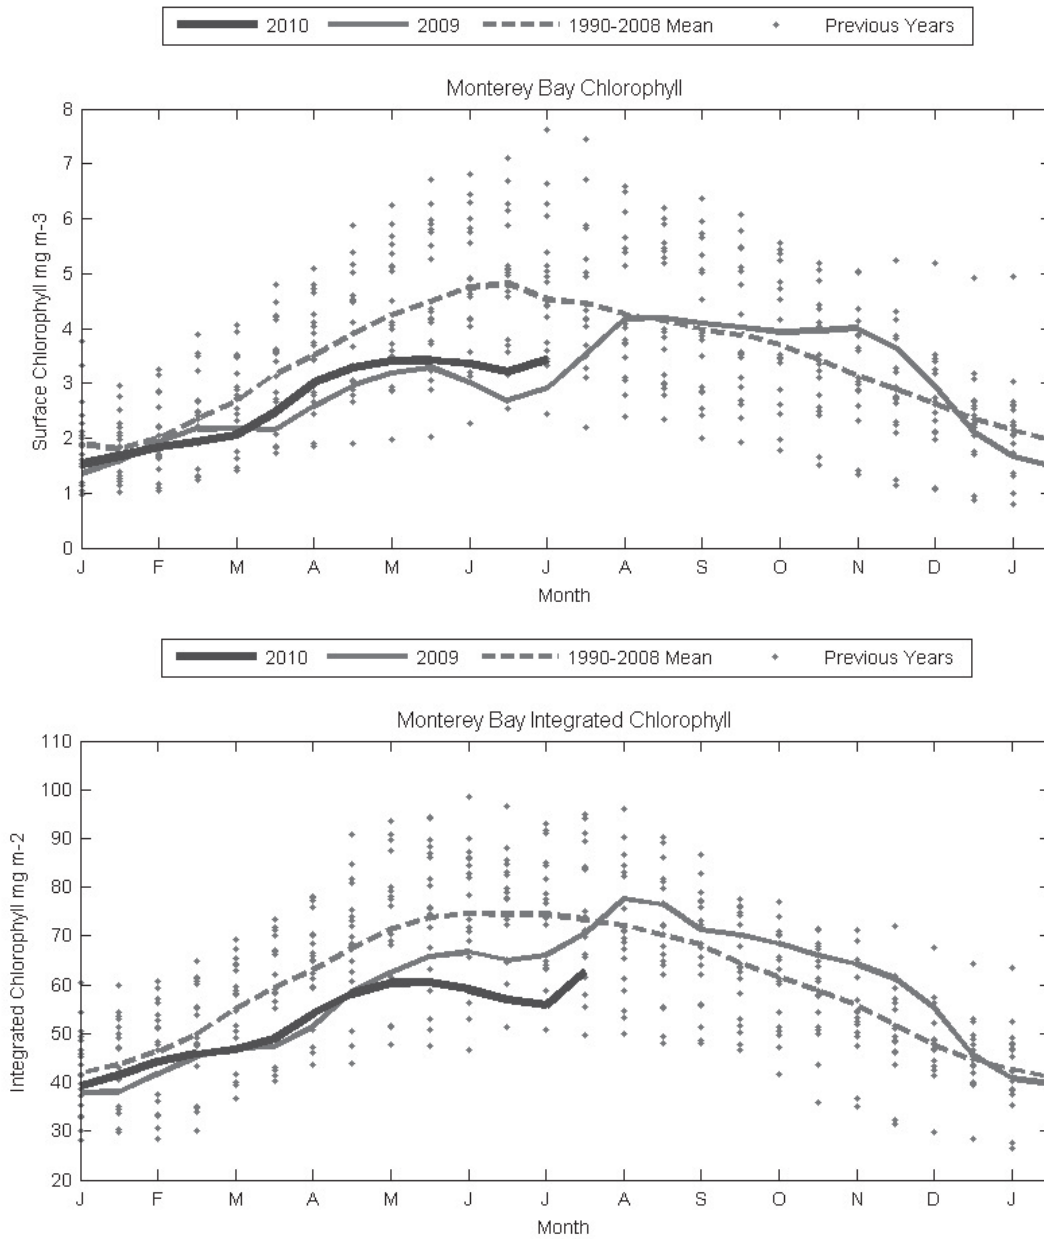 2010 2009 1990-2008 Mean Previous Years
Monterey Bay Chlorophyll
Surface Chlorophyll mg m-3
8
7
6
5
4
3
2
1
0
J F M A M J J A S O N D J
Month
2010 2009 1990-2008 Mean Previous Years
Monterey Bay Integrated Chlorophyll
Integrated Chlorophyll mg m-2
110
100
90
80
70
60
50
40
30
20
J F M A M J J A S O N D J
Month